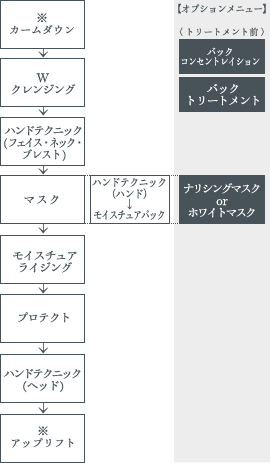 ※
カームダウン
W
クレンジング
ハンドテクニック
(フェイス・ネック・
ブレスト)
マスク
ハンドテクニック
(ハンド)
↓
モイスチュアパック
モイスチュア
ライジング
プロテクト
ハンドテクニック
(ヘッド)
※
アップリフト
【オプションメニュー】
〈トリートメント前〉
バック
コンセントレイション
バック
トリートメント
ナリシングマスク
or
ホワイトマスク